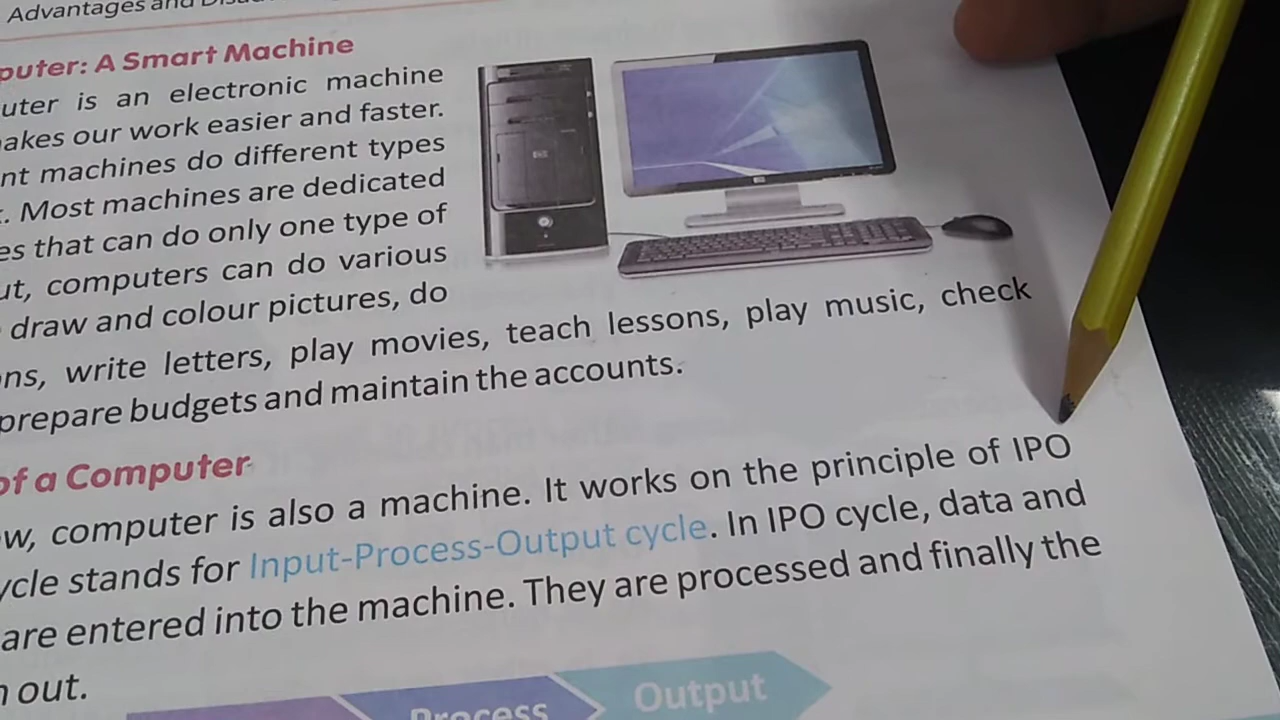 Advantages and
puter: A Smart Machine
uter is an electronic machine
akes our work easier and faster.
nt machines do different types
. Most machines are dedicated
es that can do only one type of
ut, computers can do various
draw and colour pictures, do
ns, write letters, play movies, teach lessons, play music, check
prepare budgets and maintain the accounts.
of a Computer
w, computer is also a machine. It works on the principle of IPO
ycle stands for Input-Process-Output cycle. In IPO cycle, data and
are entered into the machine. They are processed and finally the
n out.
Process
Output